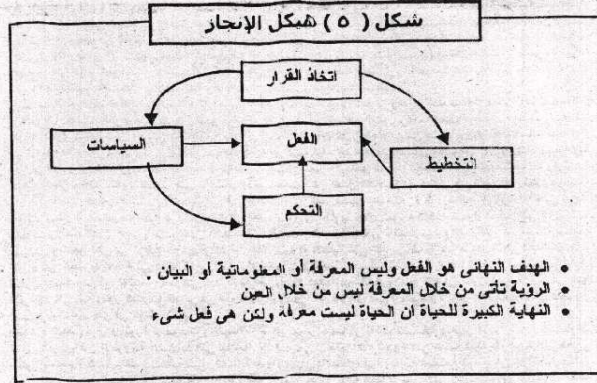 شكل ( ٥ ) هيكل الإنجاز
اتخاذ القرار
السياسات
الفعل
التخطيط
التحكم
• الهدف النهائى هو الفعل وليس المعرفة أو المعلوماتية أو البيان .
• الرؤية تأتى من خلال المعرفة ليس من خلال العين
• النهاية الكبيرة للحياة ان الحياة ليست معرفة ولكن هى فعل شىء